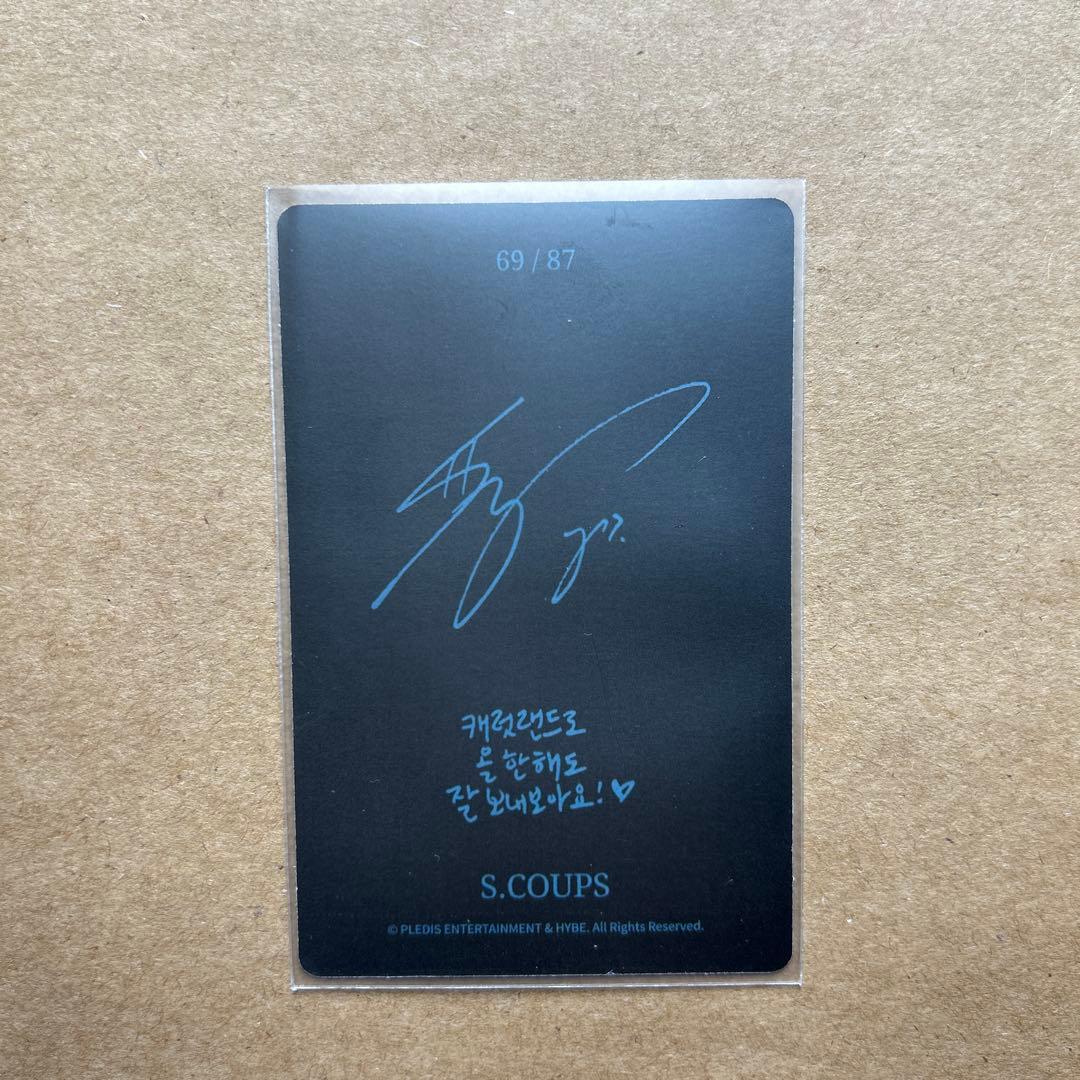 69 / 87
캐럿랜드로
올 한 해도
잘 보내보아요! ♡
S.COUPS
© PLEDIS ENTERTAINMENT & HYBE. All Rights Reserved.